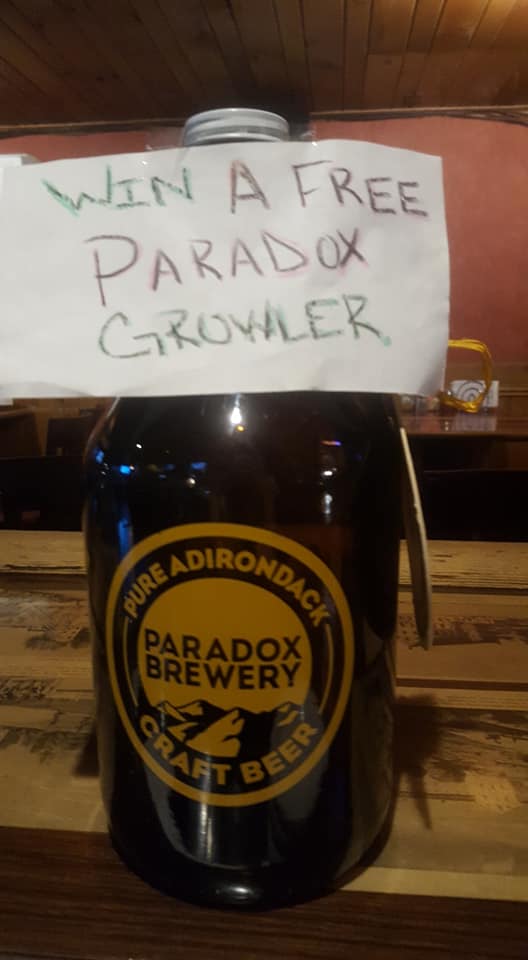 WIN A FREE
PARADOX
GROWLER.
PURE ADIRONDACK
PARADOX
BREWERY
CRAFT BEER